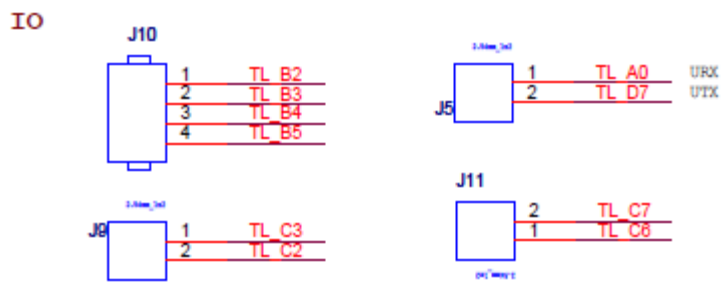 IO
J10
1 TL_B2
2 TL_B3
3 TL_B4
4 TL_B5
J5
1 TL_A0 URX
2 TL_D7 UTX
J9
1 TL_C3
2 TL_C2
J11
2 TL_C7
1 TL_C6